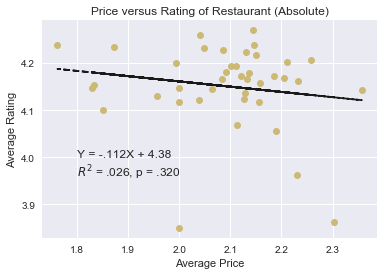 Price versus Rating of Restaurant (Absolute)
4.2
4.1
4.0
3.9
Average Rating
Y = -.112X + 4.38
R² = .026, p = .320
1.8 1.9 2.0 2.1 2.2 2.3
Average Price